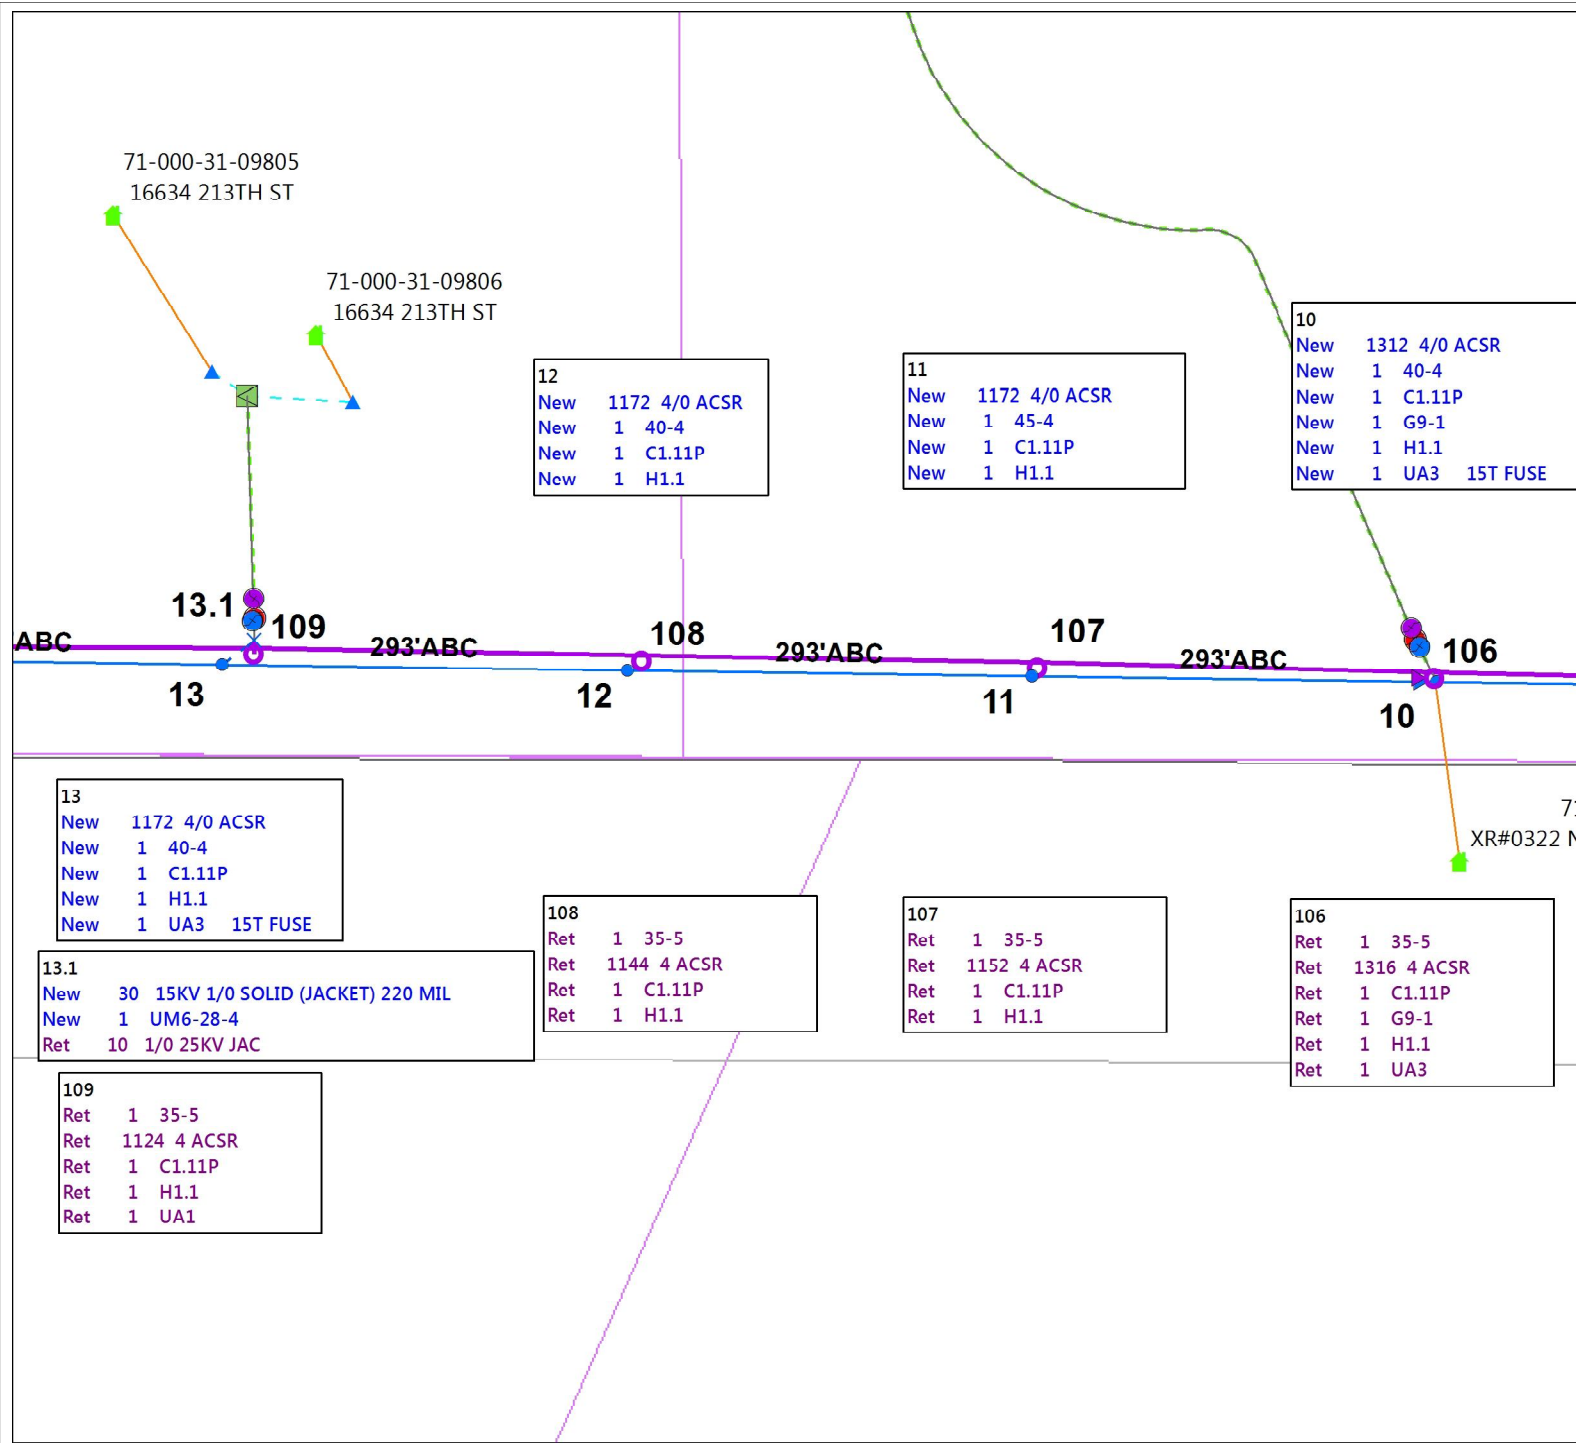 71-000-31-09805
16634 213TH ST
71-000-31-09806
16634 213TH ST
12
New 1172 4/0 ACSR
New 1 40-4
New 1 C1.11P
New 1 H1.1
11
New 1172 4/0 ACSR
New 1 45-4
New 1 C1.11P
New 1 H1.1
10
New 1312 4/0 ACSR
New 1 40-4
New 1 C1.11P
New 1 G9-1
New 1 H1.1
New 1 UA3 15T FUSE
13.1
109
108
107
106
ABC
293'ABC
293'ABC
293'ABC
13
12
11
10
71
XR#0322 N
13
New 1172 4/0 ACSR
New 1 40-4
New 1 C1.11P
New 1 H1.1
New 1 UA3 15T FUSE
13.1
New 30 15KV 1/0 SOLID (JACKET) 220 MIL
New 1 UM6-28-4
Ret 10 1/0 25KV JAC
109
Ret 1 35-5
Ret 1124 4 ACSR
Ret 1 C1.11P
Ret 1 H1.1
Ret 1 UA1
108
Ret 1 35-5
Ret 1144 4 ACSR
Ret 1 C1.11P
Ret 1 H1.1
107
Ret 1 35-5
Ret 1152 4 ACSR
Ret 1 C1.11P
Ret 1 H1.1
106
Ret 1 35-5
Ret 1316 4 ACSR
Ret 1 C1.11P
Ret 1 G9-1
Ret 1 H1.1
Ret 1 UA3